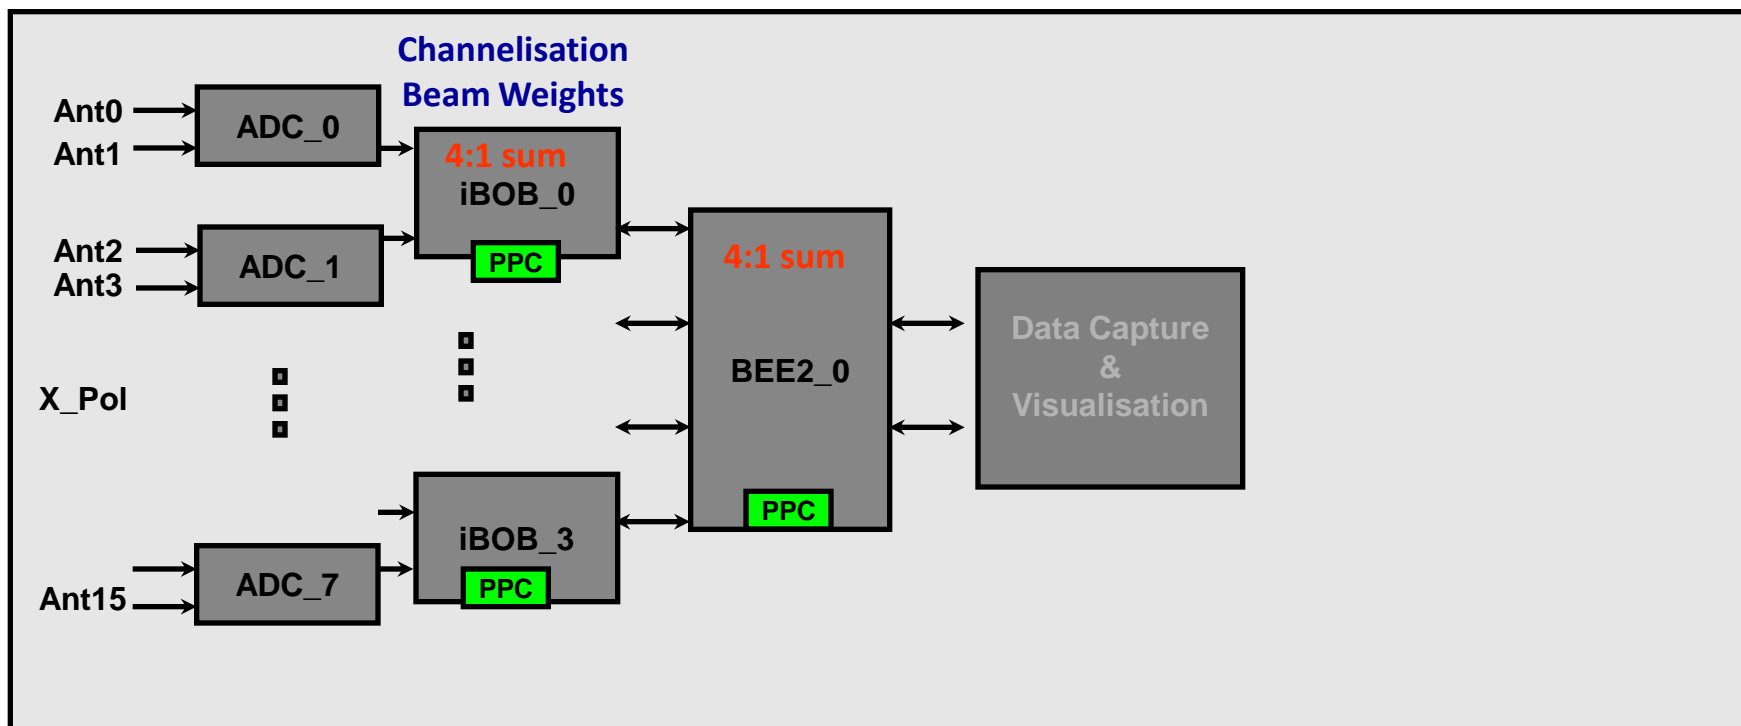 Channelisation
Beam Weights
Ant0
Ant1
ADC_0
4:1 sum
iBOB_0
PPC
Ant2
Ant3
ADC_1
4:1 sum
BEE2_0
PPC
Data Capture
&
Visualisation
X_Pol
iBOB_3
PPC
ADC_7
Ant15